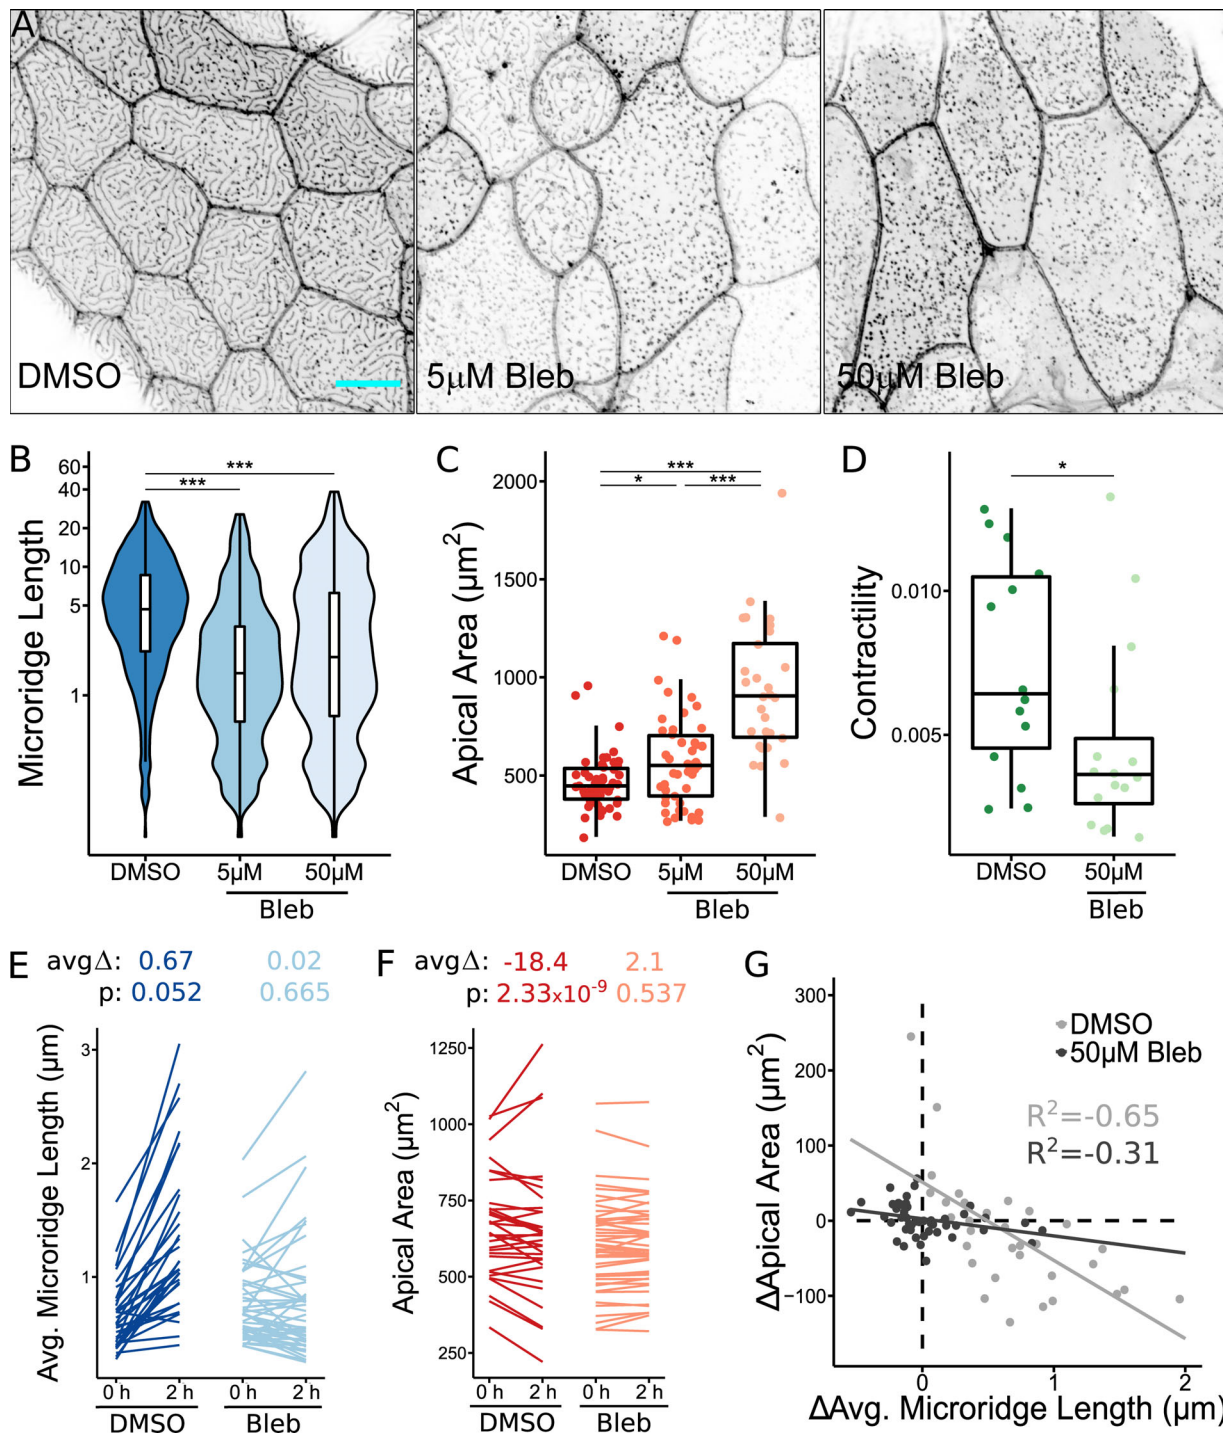 A
DMSO
5µM Bleb
50µM Bleb
B
Microridge Length
60
40
20
10
5
1
***
***
DMSO
5µM
50µM
Bleb
C
Apical Area (µm²)
2000
1500
1000
500
***
*
***
DMSO
5µM
50µM
Bleb
D
Contractility
0.010
0.005
*
DMSO
50µM
Bleb
E
avgΔ: 0.67 0.02
p: 0.052 0.665
Avg. Microridge Length (µm)
3
2
1
0 h 2 h 0 h 2 h
DMSO Bleb
F
avgΔ: -18.4 2.1
p: 2.33x10⁻⁹ 0.537
Apical Area (µm²)
1250
1000
750
500
250
0 h 2 h 0 h 2 h
DMSO Bleb
G
ΔApical Area (µm²)
300
200
100
0
−100
DMSO
50µM Bleb
R²=-0.65
R²=-0.31
0 1 2
ΔAvg. Microridge Length (µm)